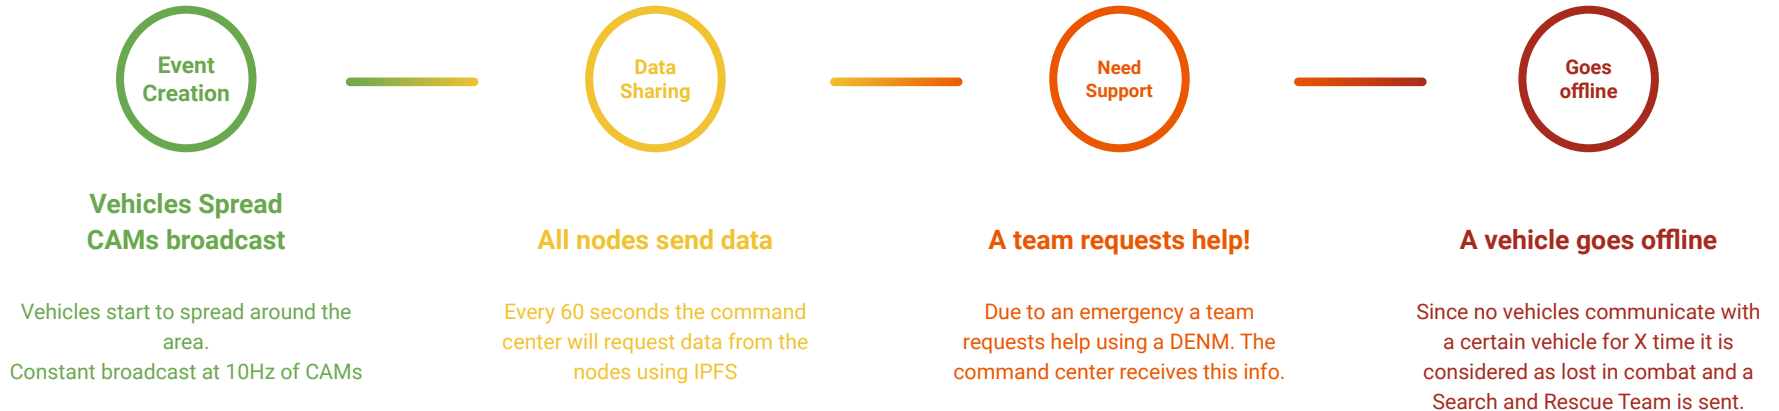 Event
Creation
Data
Sharing
Need
Support
Goes
offline
Vehicles Spread
CAMs broadcast
All nodes send data
A team requests help!
A vehicle goes offline
Vehicles start to spread around the
area.
Constant broadcast at 10Hz of CAMs
Every 60 seconds the command
center will request data from the
nodes using IPFS
Due to an emergency a team
requests help using a DENM. The
command center receives this info.
Since no vehicles communicate with
a certain vehicle for X time it is
considered as lost in combat and a
Search and Rescue Team is sent.